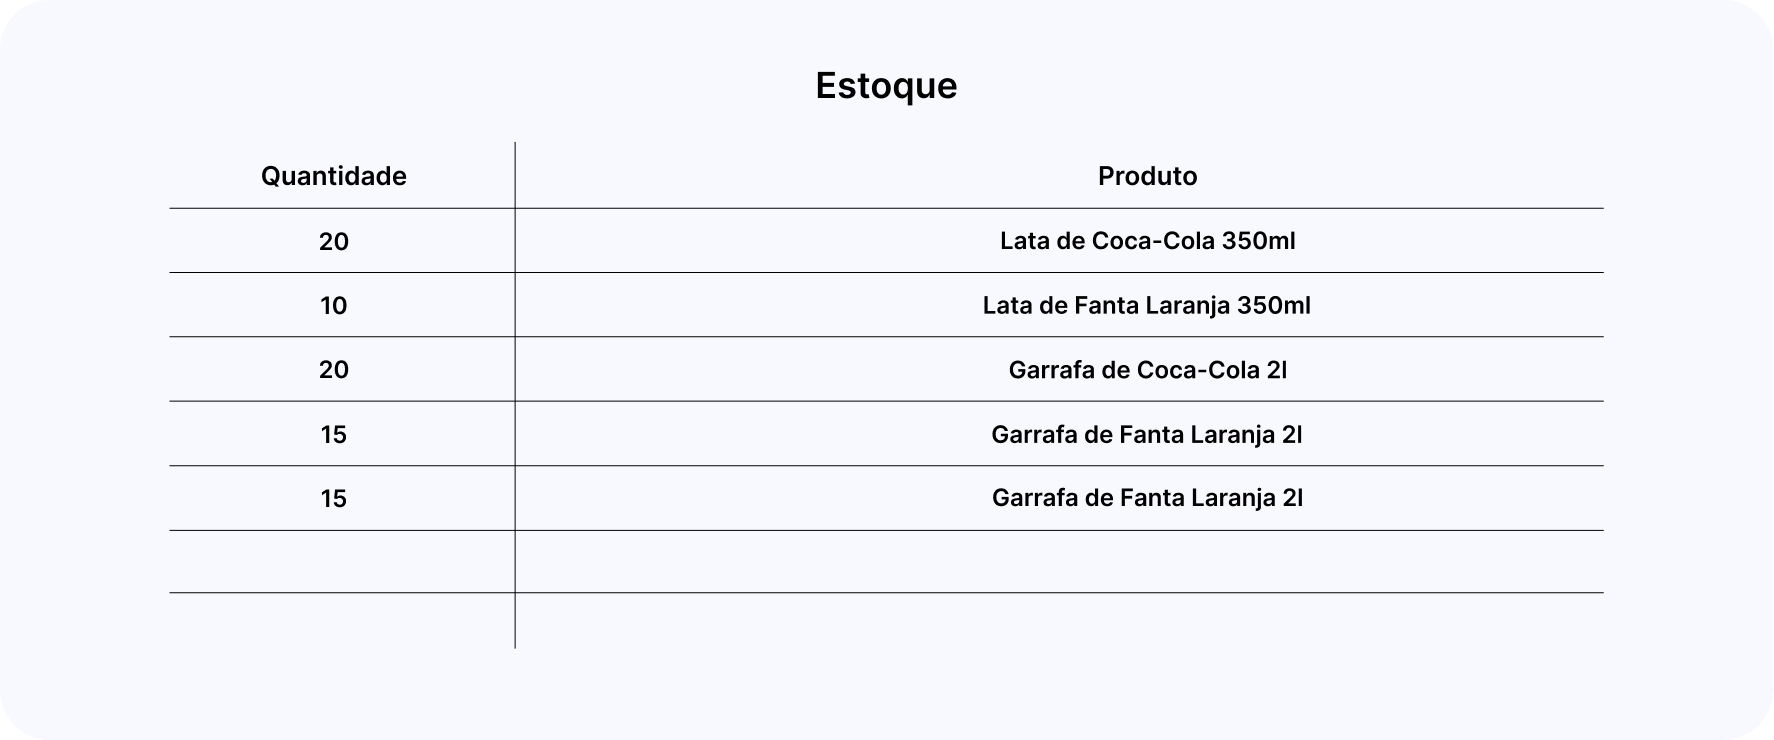 Estoque
Quantidade Produto
20 Lata de Coca-Cola 350ml
10 Lata de Fanta Laranja 350ml
20 Garrafa de Coca-Cola 2l
15 Garrafa de Fanta Laranja 2l
15 Garrafa de Fanta Laranja 2l